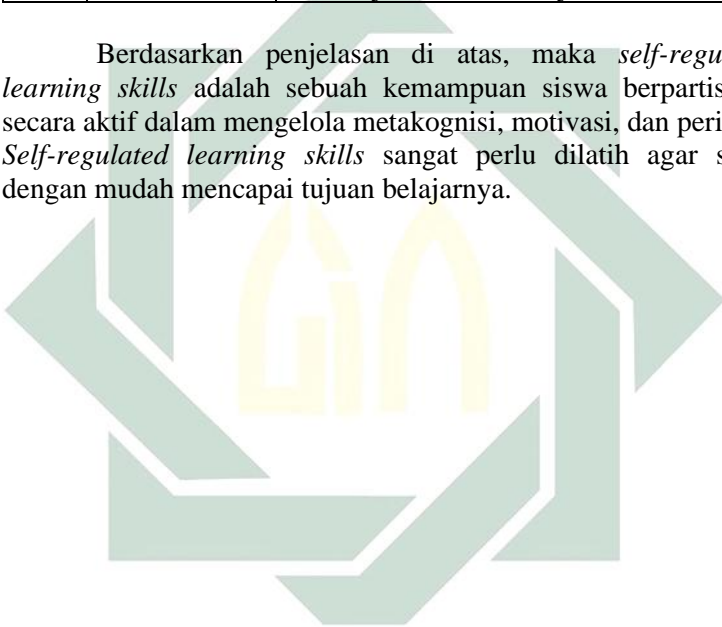 Berdasarkan penjelasan di atas, maka self-regu
learning skills adalah sebuah kemampuan siswa berpartis
secara aktif dalam mengelola metakognisi, motivasi, dan peri
Self-regulated learning skills sangat perlu dilatih agar s
dengan mudah mencapai tujuan belajarnya.